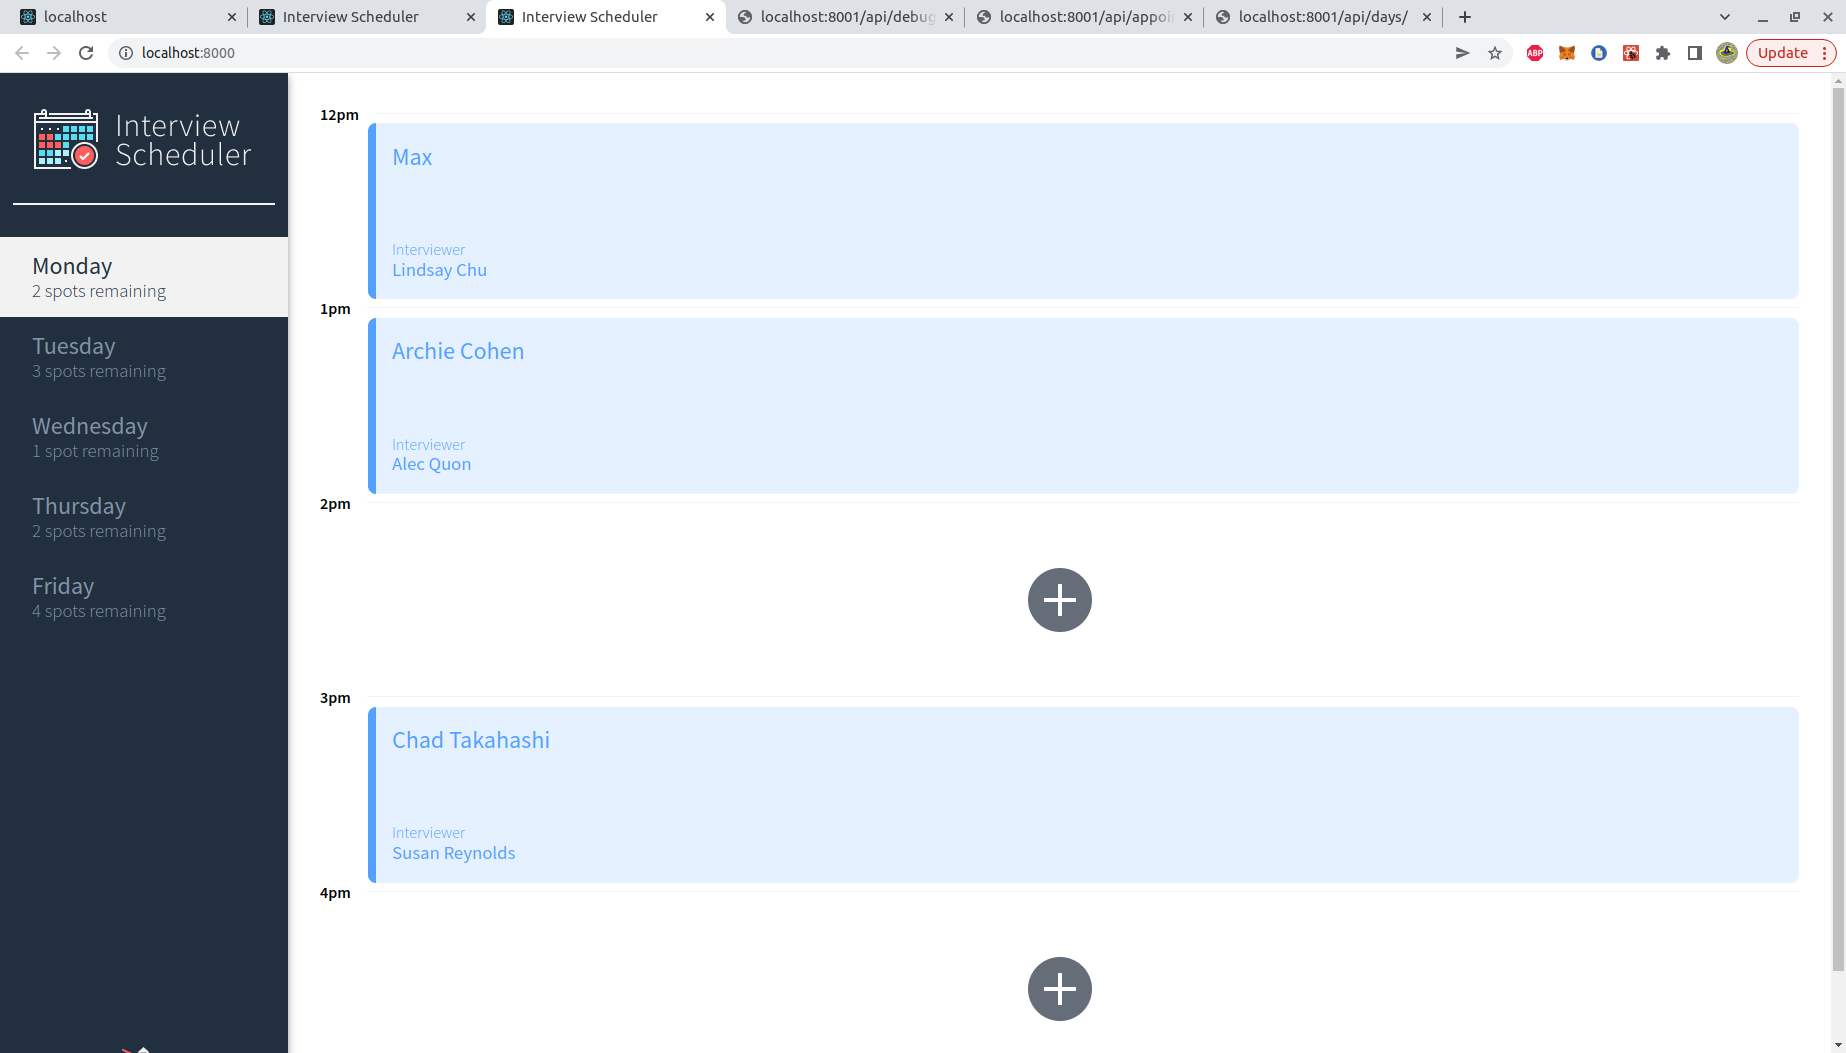 localhost
Interview Scheduler
Interview Scheduler
localhost:8001/api/debug
localhost:8001/api/appoi
localhost:8001/api/days/
localhost:8000
ABP
Update
Interview
Scheduler
Monday
2 spots remaining
Tuesday
3 spots remaining
Wednesday
1 spot remaining
Thursday
2 spots remaining
Friday
4 spots remaining
12pm
Max
Interviewer
Lindsay Chu
1pm
Archie Cohen
Interviewer
Alec Quon
2pm
3pm
Chad Takahashi
Interviewer
Susan Reynolds
4pm